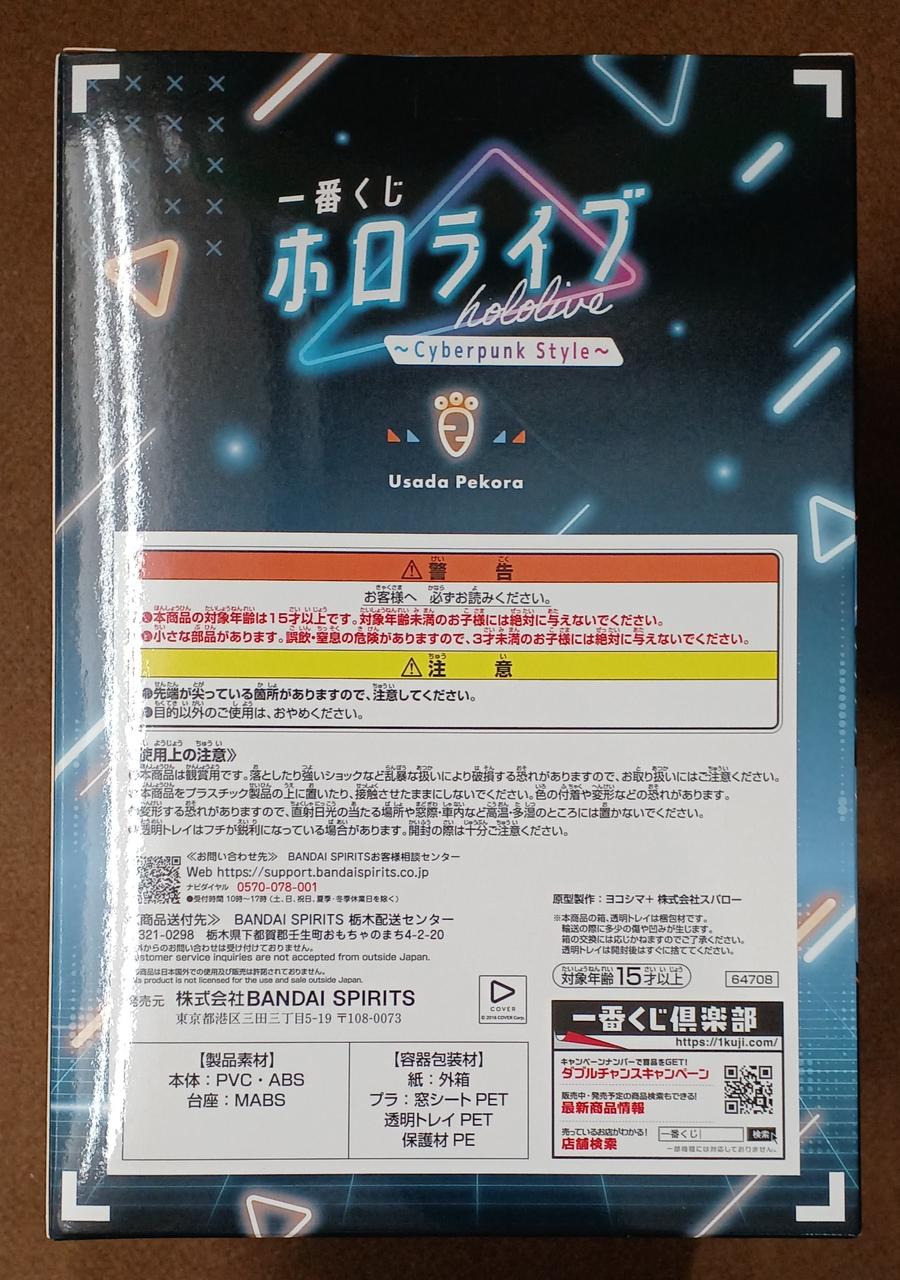 一番くじ
ホロライブ
hololive
～Cyberpunk Style～
Usada Pekora
⚠警告
お客様へ 必ずお読みください。
本商品の対象年齢は15才以上です。対象年齢未満のお子様には絶対に与えないでください。
小さな部品があります。誤飲・窒息の危険がありますので、3才未満のお子様には絶対に与えないでください。
⚠注意
先端が尖っている箇所がありますので、注意してください。
目的以外のご使用は、おやめください。
使用上の注意》
本商品は観賞用です。落としたり強いショックなど乱暴な扱いにより破損する恐れがありますので、お取り扱いにはご注意ください。
本商品をプラスチック製品の上に置いたり、接触させたままにしないでください。色の付着や変形などの恐れがあります。
変形する恐れがありますので、直射日光の当たる場所や窓際・車内など高温・多湿のところには置かないでください。
透明トレイはフチが鋭利になっている場合があります。開封の際は十分ご注意ください。
≪お問い合わせ先≫ BANDAI SPIRITSお客様相談センター
Web https://support.bandaispirits.co.jp
ナビダイヤル 0570-078-001
●受付時間 10時～17時（土、日、祝日、夏季・冬季休業日を除く）
商品送付先≫ BANDAI SPIRITS 栃木配送センター
321-0298 栃木県下都賀郡壬生町おもちゃのまち4-2-20
からのお問い合わせは受け付けておりません。
ustomer service inquiries are not accepted from outside Japan.
商品は日本国外での使用及び販売は許諾されておりません。
is product is not licensed for the use and sale outside Japan.
発売元 株式会社BANDAI SPIRITS
東京都港区三田三丁目5-19 〒108-0073
COVER
© 2016 COVER Corp.
【製品素材】
本体：PVC・ABS
台座：MABS
【容器包装材】
紙：外箱
プラ：窓シート PET
透明トレイ PET
保護材 PE
原型製作：ヨコシマ+ 株式会社スパロー
※本商品の箱、透明トレイは梱包材です。
輸送の際に多少の傷や凹みが生じます。
箱の交換には応じかねますのでご了承ください。
透明トレイは開封後はすぐに捨ててください。
対象年齢15才以上
64708
一番くじ倶楽部
https://1kuji.com/
キャンペーンナンバーで賞品をGET!
ダブルチャンスキャンペーン
販売中・発売予定の商品検索もできる!
最新商品情報
売っているお店がわかる!
店舗検索
一番くじ
検索
一部機種には対応しておりません。